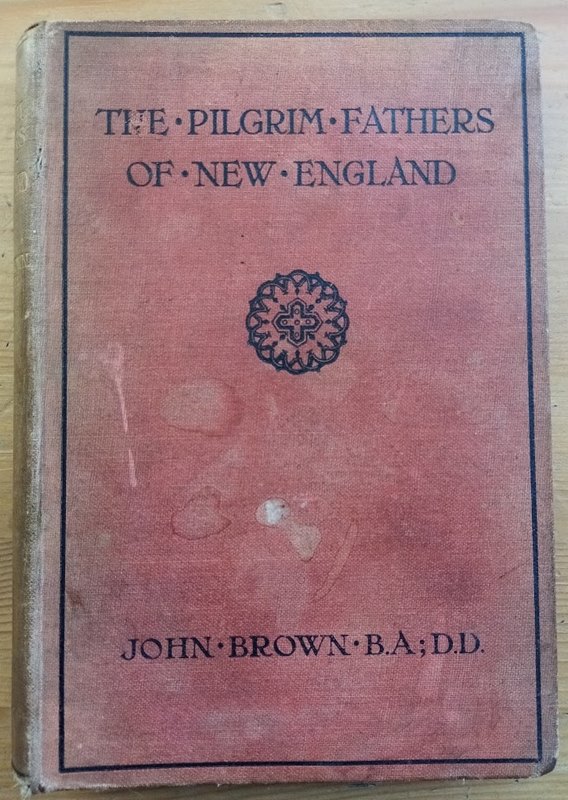 THE·PILGRIM·FATHERS
OF·NEW·ENGLAND
JOHN·BROWN·B.A;D.D.